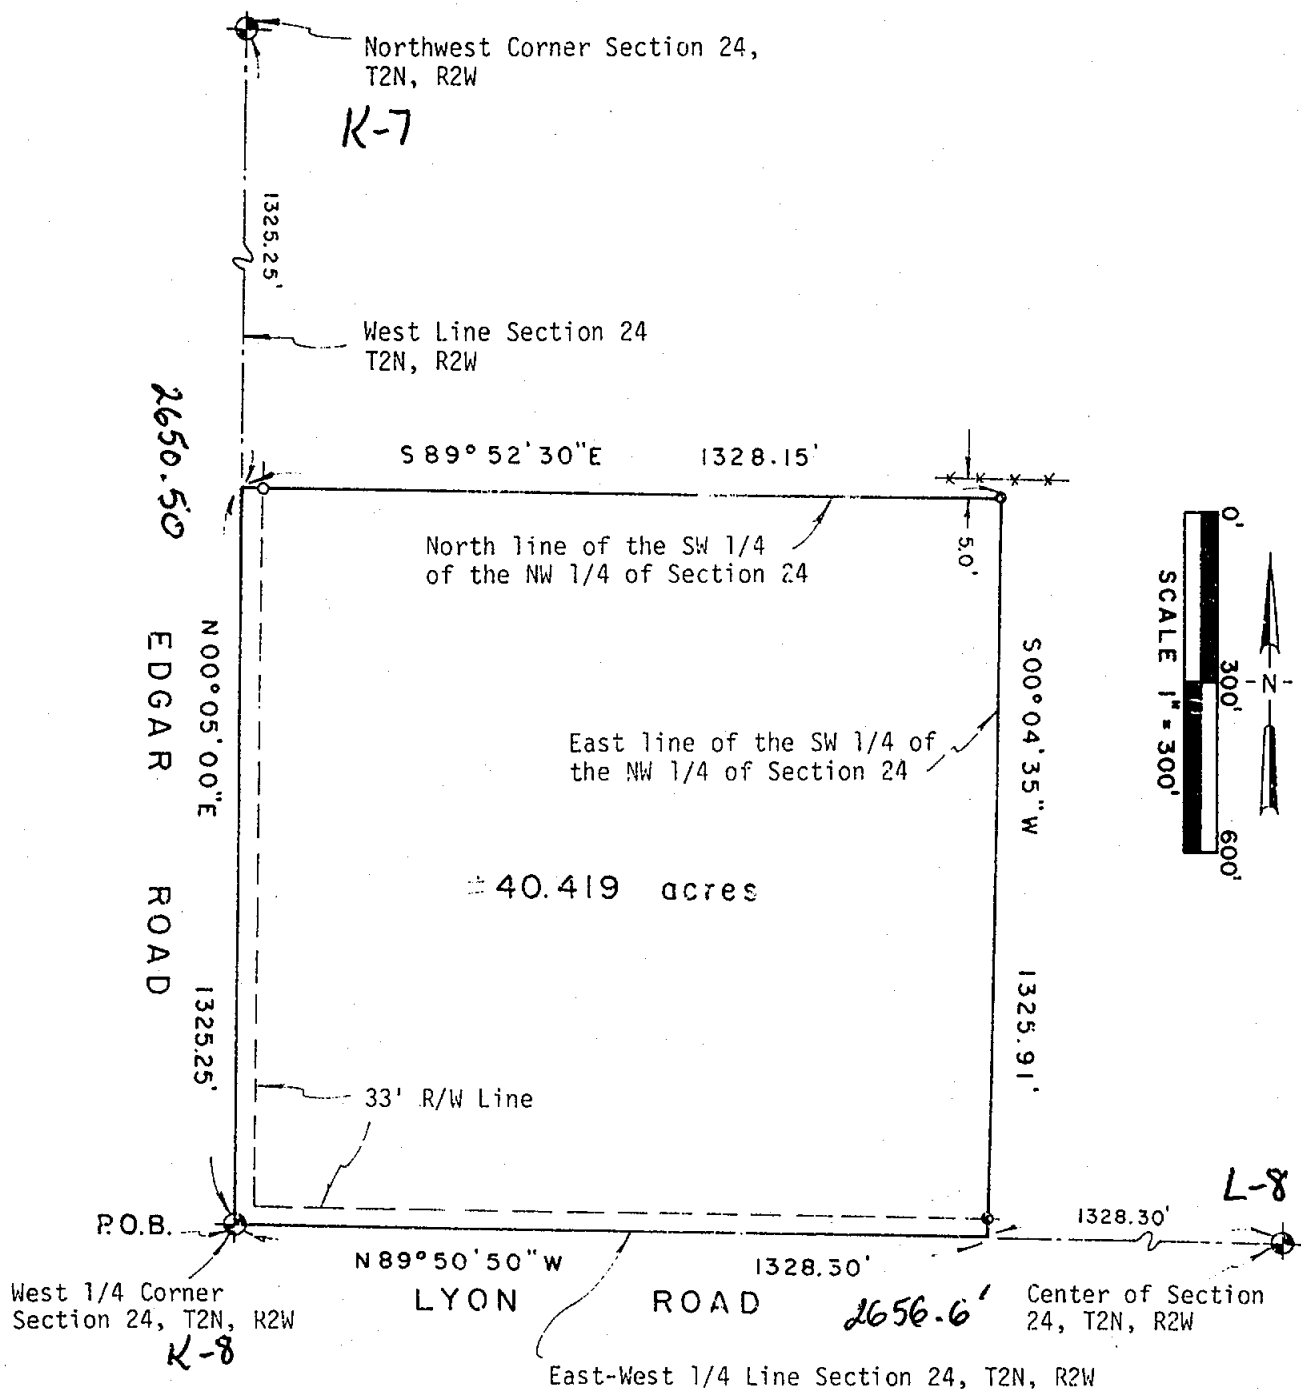 Northwest Corner Section 24,
T2N, R2W
K-7
1325.25'
West Line Section 24
T2N, R2W
2650.50
S 89° 52' 30" E 1328.15'
North line of the SW 1/4
of the NW 1/4 of Section 24
5.0'
0'
300'
600'
SCALE 1" = 300'
N
N 00° 05' 00" E
EDGAR ROAD
1325.25'
East line of the SW 1/4 of
the NW 1/4 of Section 24
S 00° 04' 35" W
1325.91'
± 40.419 acres
33' R/W Line
P.O.B.
West 1/4 Corner
Section 24, T2N, R2W
K-8
N 89° 50' 50" W 1328.30'
LYON ROAD
2656.6'
L-8
1328.30'
Center of Section
24, T2N, R2W
East-West 1/4 Line Section 24, T2N, R2W